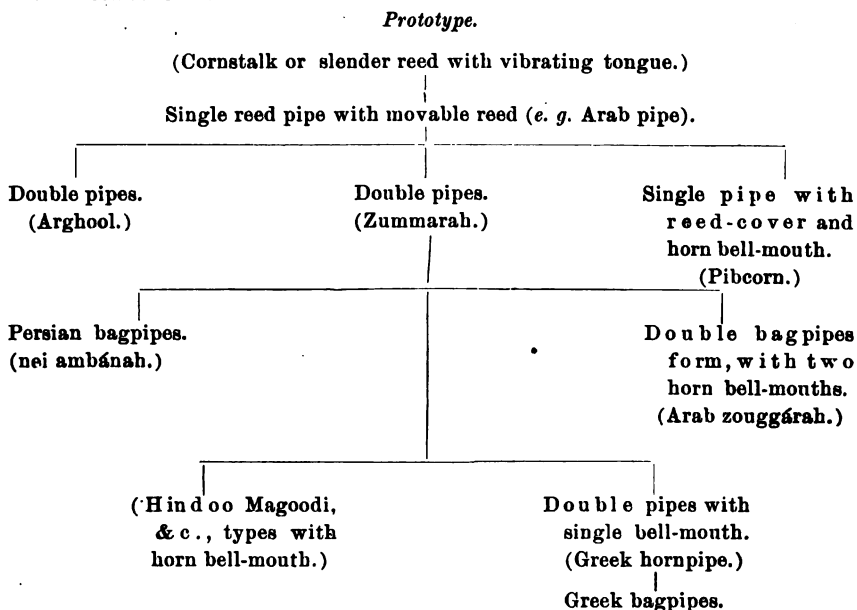 Prototype.
(Cornstalk or slender reed with vibrating tongue.)
Single reed pipe with movable reed (e. g. Arab pipe).
Double pipes.
(Arghool.)
Double pipes.
(Zummarah.)
Single pipe with
reed-cover and
horn bell-mouth.
(Pibcorn.)
Persian bagpipes.
(nei ambánah.)
Double bagpipes
form, with two
horn bell-mouths.
(Arab zouggárah.)
(Hindoo Magoodi,
&c., types with
horn bell-mouth.)
Double pipes with
single bell-mouth.
(Greek hornpipe.)
Greek bagpipes.